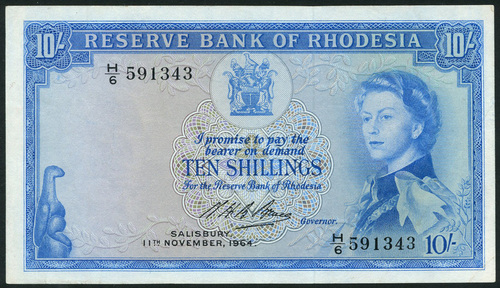 10/- RESERVE BANK OF RHODESIA 10/-
H/6 591343
I promise to pay the
bearer on demand
TEN SHILLINGS
For the Reserve Bank of Rhodesia
Governor.
SALISBURY,
11TH NOVEMBER, 1964.
H/6 591343 10/-